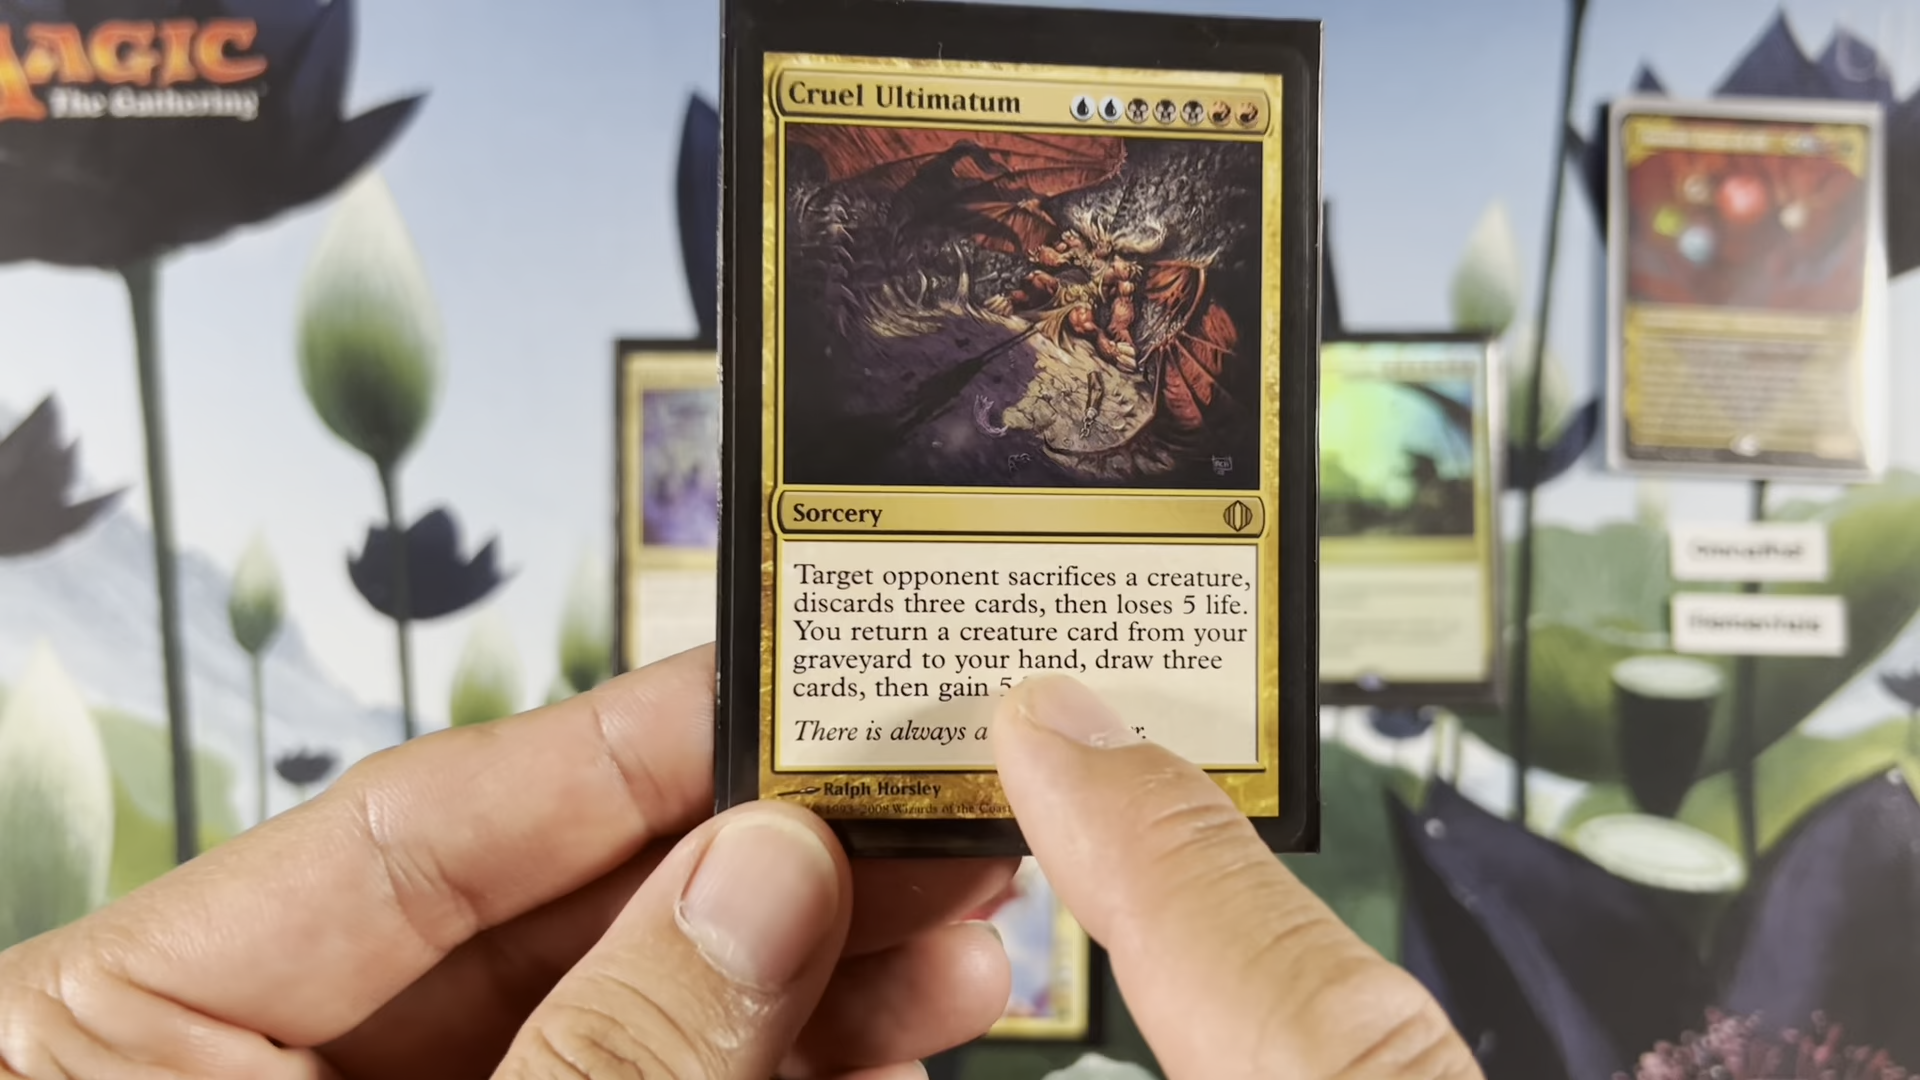 MAGIC
The Gathering
Cruel Ultimatum
Sorcery
Target opponent sacrifices a creature,
discards three cards, then loses 5 life.
You return a creature card from your
graveyard to your hand, draw three
cards, then gain 5
There is always a
Ralph Horsley
1993-2008 Wizards of the Coast